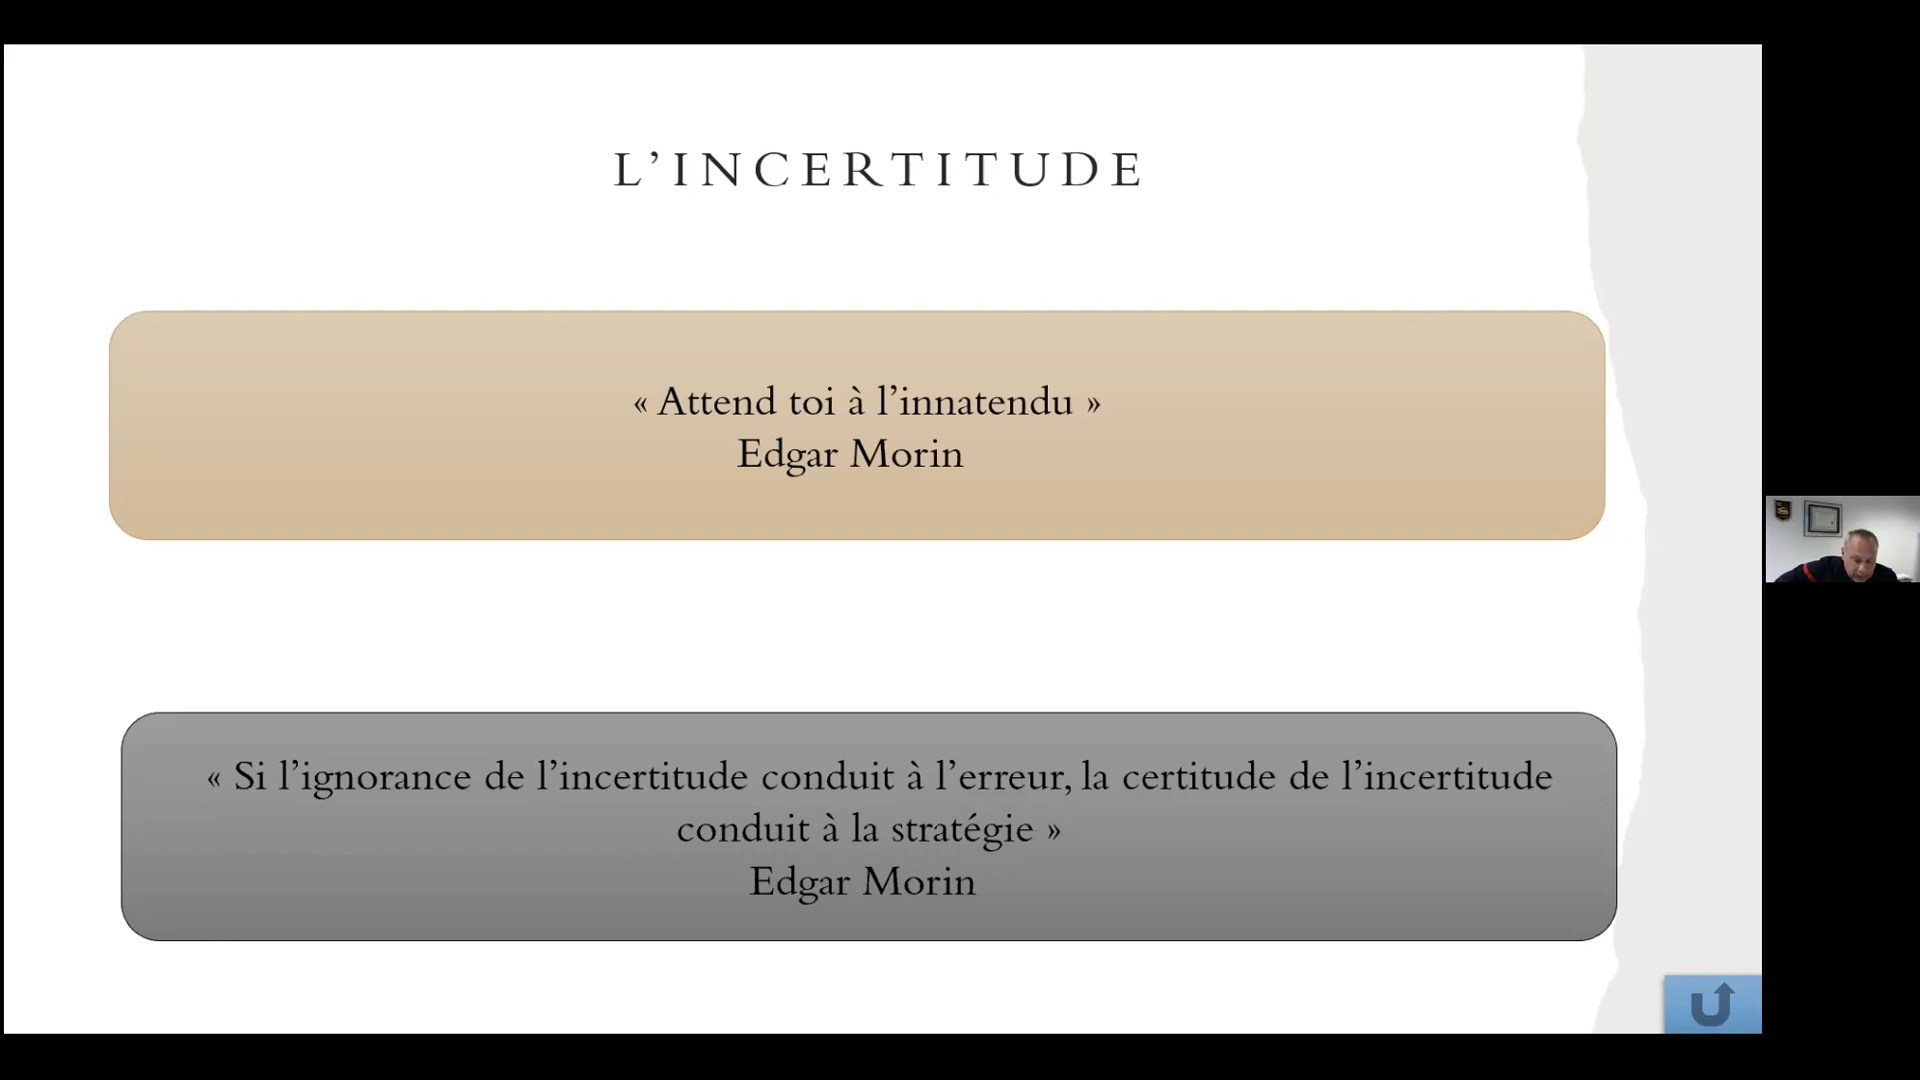 L’INCERTITUDE
« Attend toi à l’innatendu »
Edgar Morin
« Si l’ignorance de l’incertitude conduit à l’erreur, la certitude de l’incertitude
conduit à la stratégie »
Edgar Morin